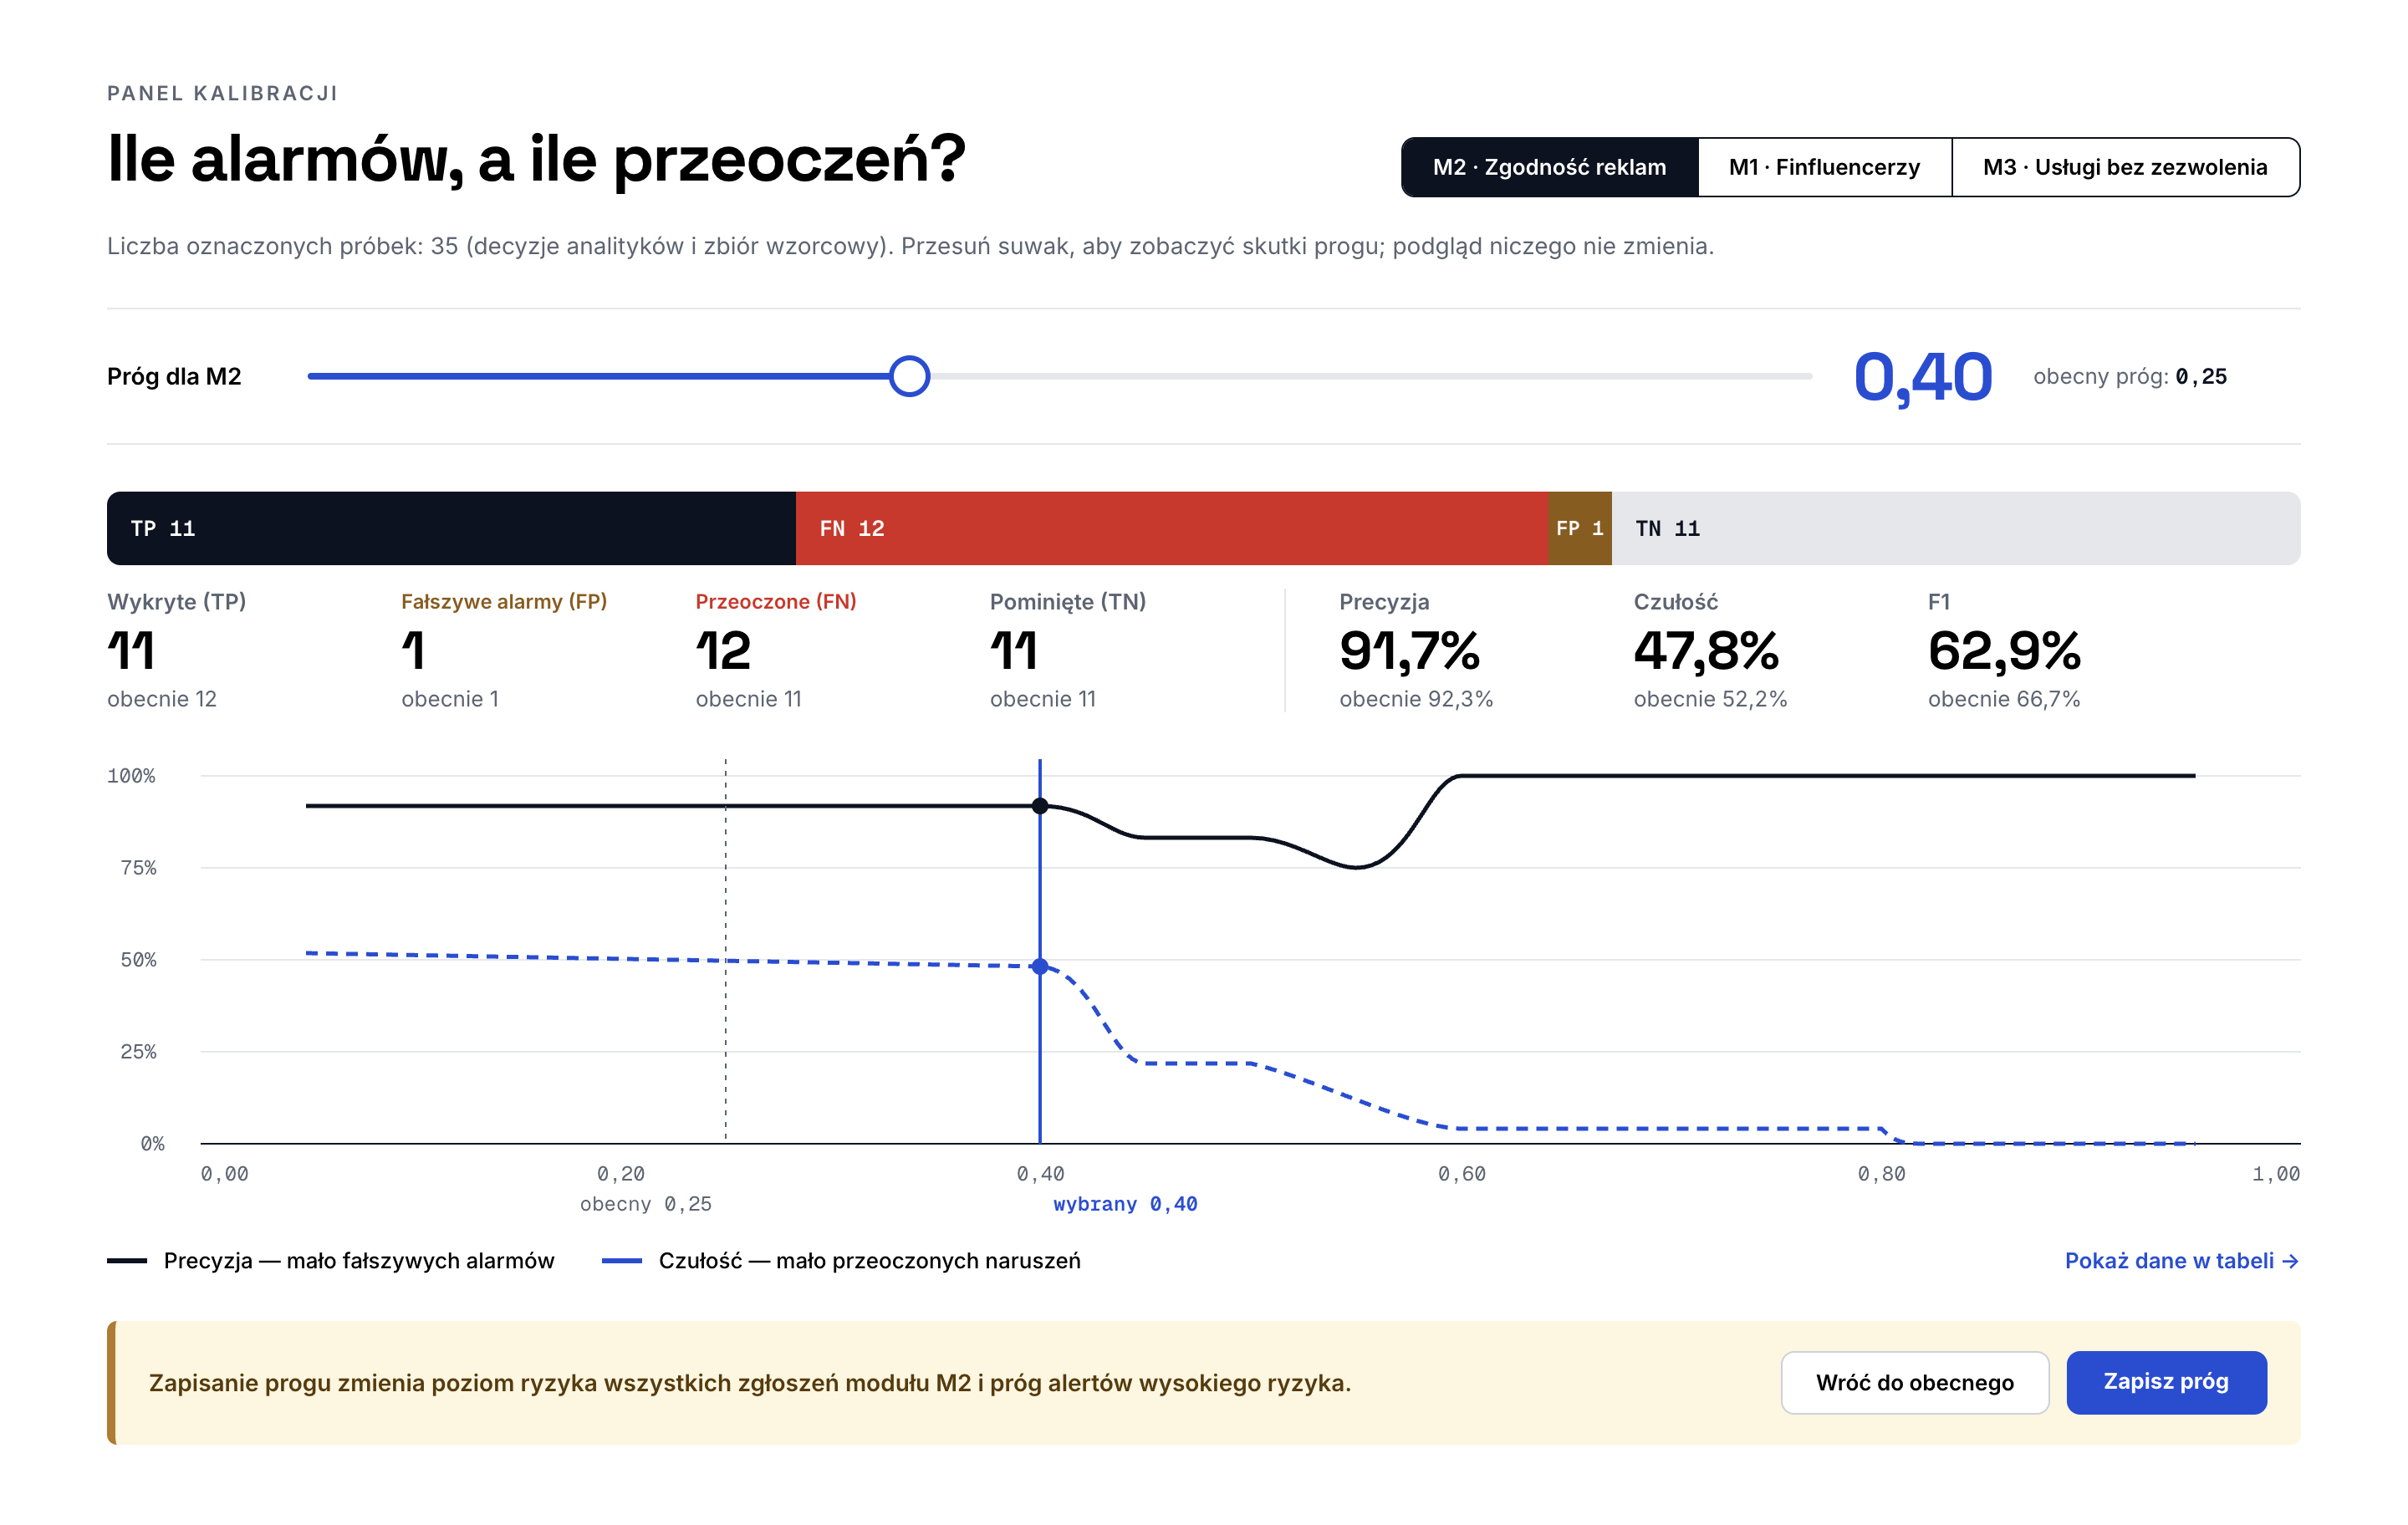 PANEL KALIBRACJI
Ile alarmów, a ile przeoczeń?
M2 · Zgodność reklam
M1 · Finfluencerzy
M3 · Usługi bez zezwolenia
Liczba oznaczonych próbek: 35 (decyzje analityków i zbiór wzorcowy). Przesuń suwak, aby zobaczyć skutki progu; podgląd niczego nie zmienia.
Próg dla M2
0,40
obecny próg: 0,25
TP 11
FN 12
FP 1
TN 11
Wykryte (TP)
11
obecnie 12
Fałszywe alarmy (FP)
1
obecnie 1
Przeoczone (FN)
12
obecnie 11
Pominięte (TN)
11
obecnie 11
Precyzja
91,7%
obecnie 92,3%
Czułość
47,8%
obecnie 52,2%
F1
62,9%
obecnie 66,7%
100%
75%
50%
25%
0%
0,00
0,20
0,40
0,60
0,80
1,00
obecny 0,25
wybrany 0,40
Precyzja — mało fałszywych alarmów
Czułość — mało przeoczonych naruszeń
Pokaż dane w tabeli →
Zapisanie progu zmienia poziom ryzyka wszystkich zgłoszeń modułu M2 i próg alertów wysokiego ryzyka.
Wróć do obecnego
Zapisz próg